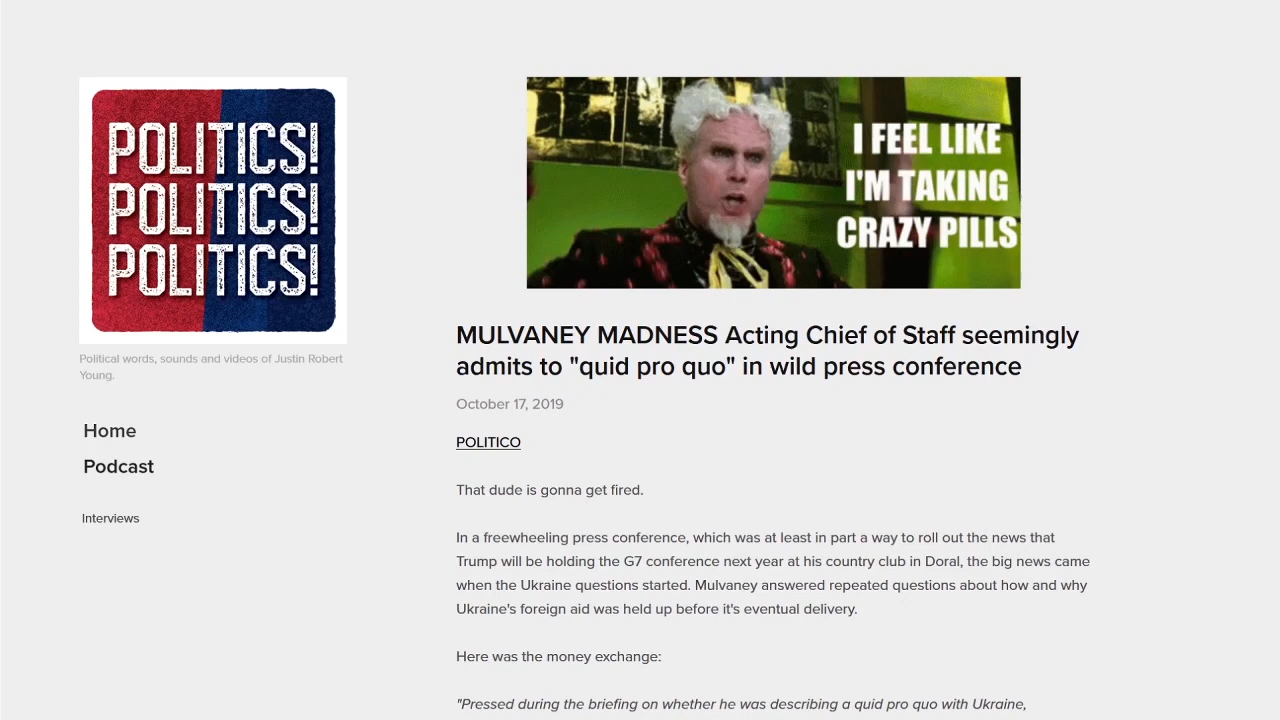 POLITICS!
POLITICS!
POLITICS!
Political words, sounds and videos of Justin Robert
Young.
Home
Podcast
Interviews
I FEEL LIKE
I'M TAKING
CRAZY PILLS
MULVANEY MADNESS Acting Chief of Staff seemingly
admits to "quid pro quo" in wild press conference
October 17, 2019
POLITICO
That dude is gonna get fired.
In a freewheeling press conference, which was at least in part a way to roll out the news that
Trump will be holding the G7 conference next year at his country club in Doral, the big news came
when the Ukraine questions started. Mulvaney answered repeated questions about how and why
Ukraine's foreign aid was held up before it's eventual delivery.
Here was the money exchange:
"Pressed during the briefing on whether he was describing a quid pro quo with Ukraine,